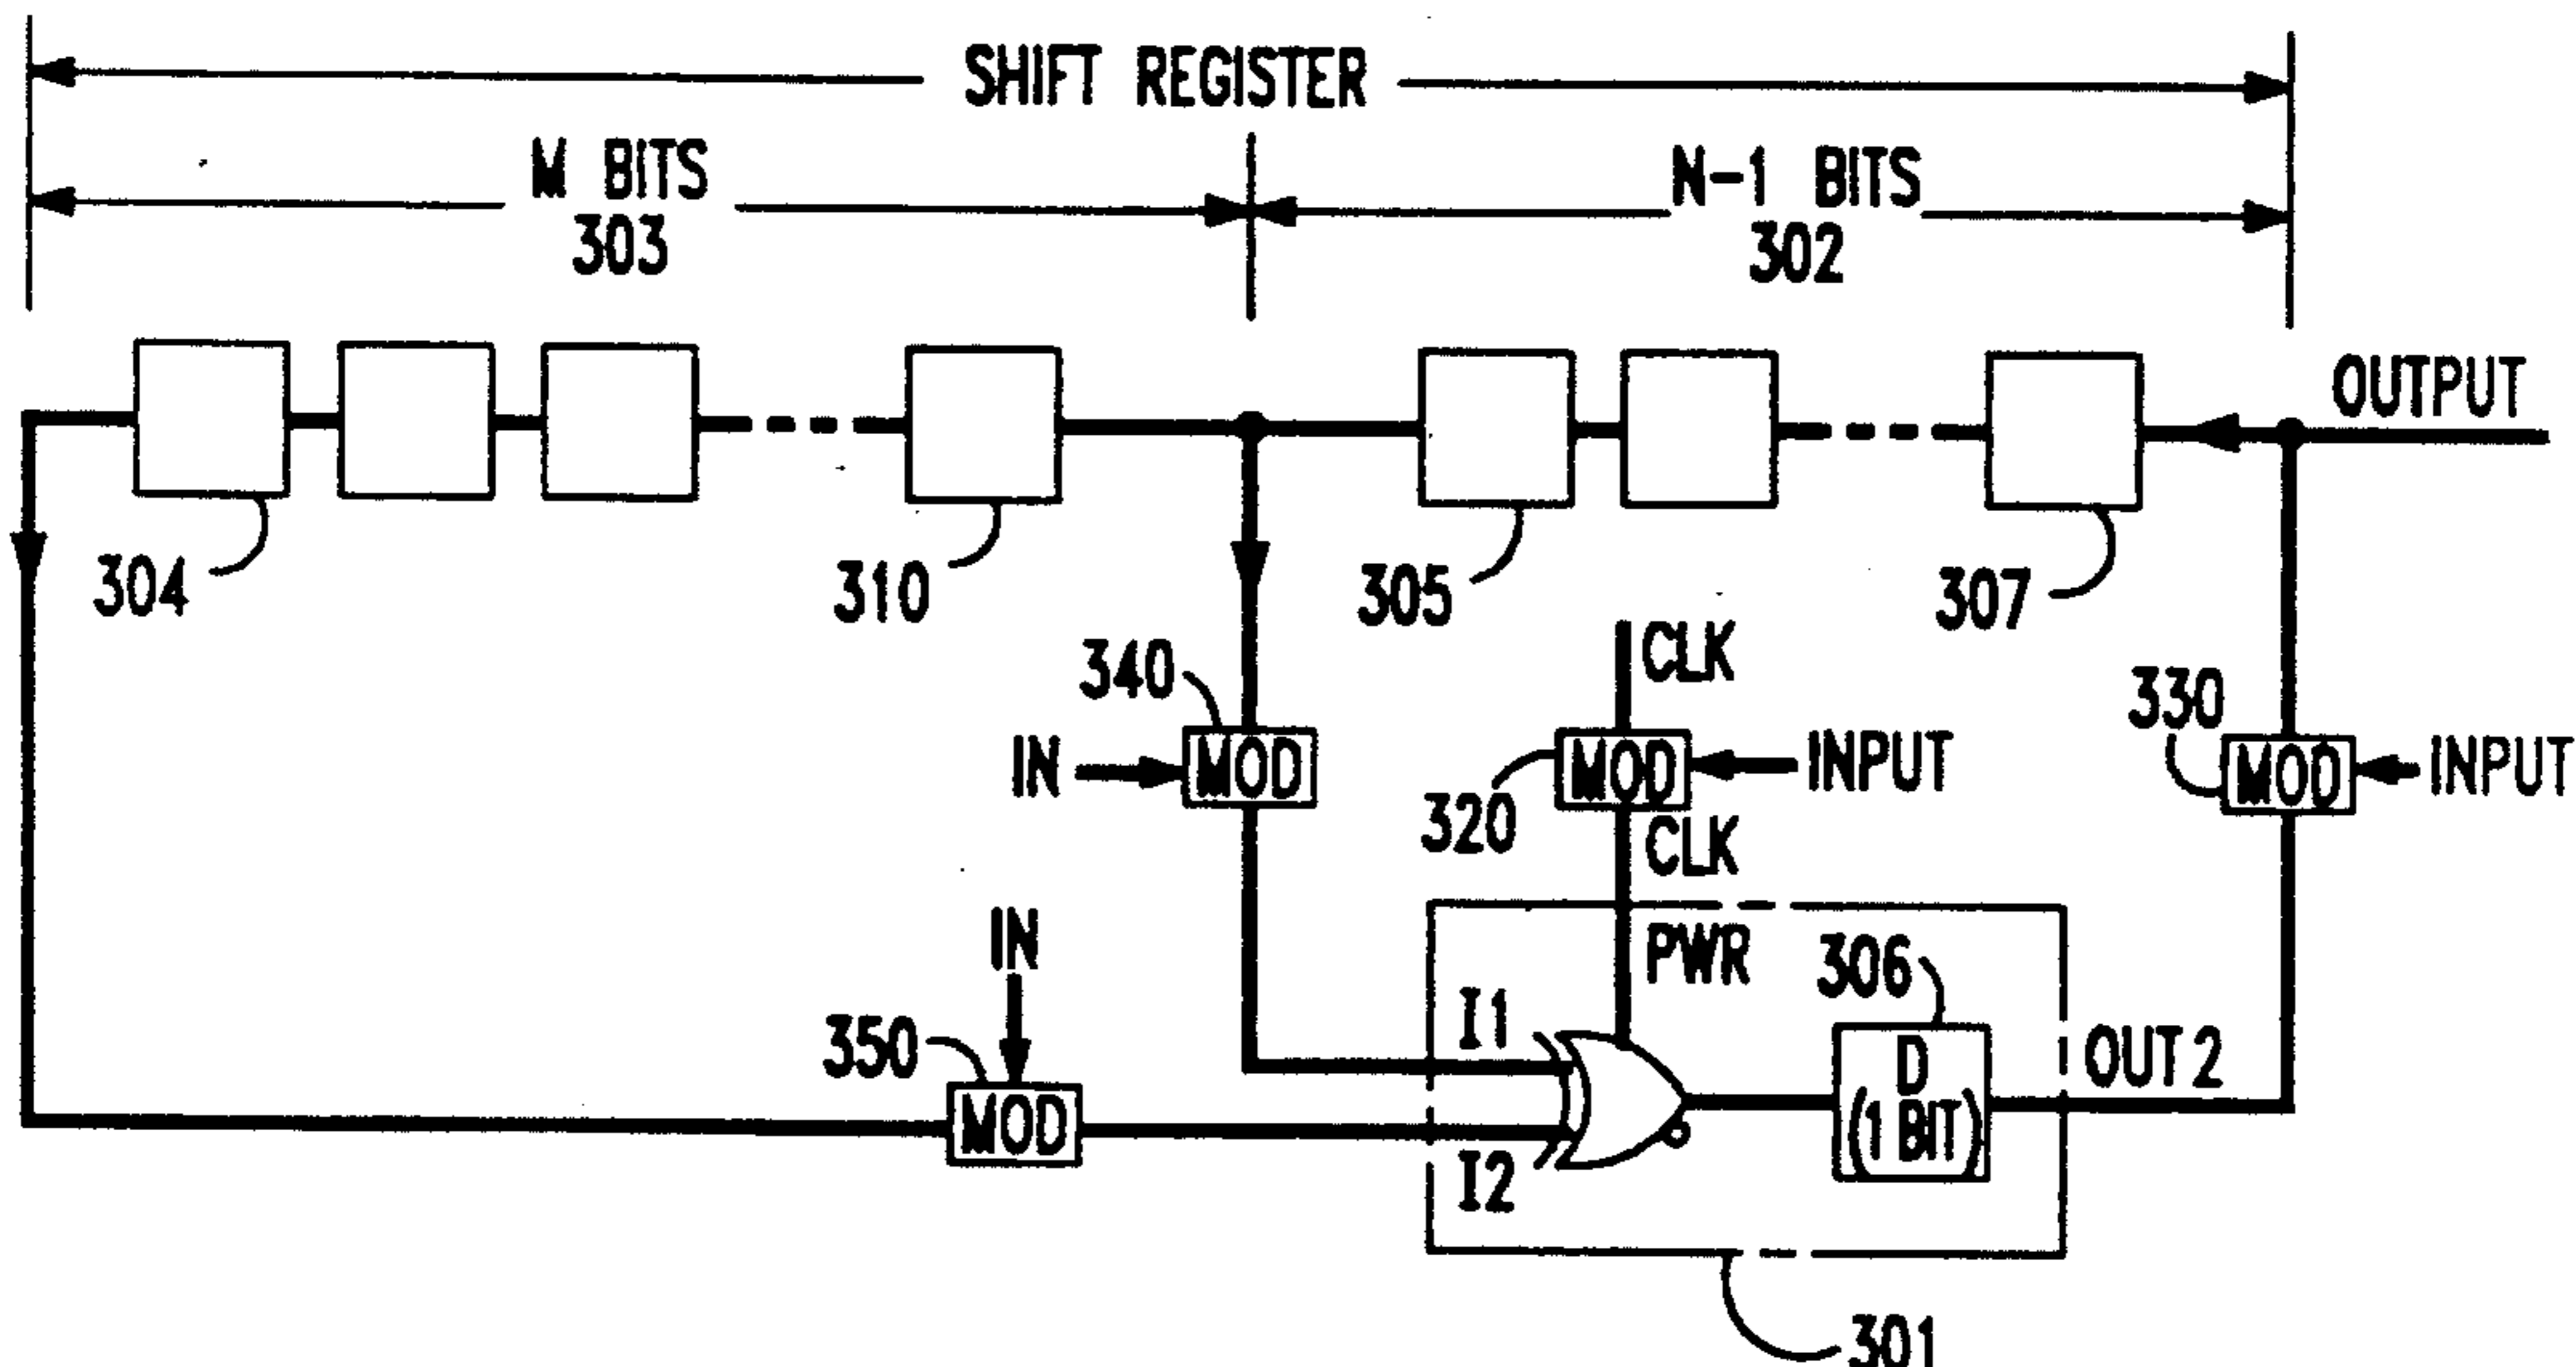 SHIFT REGISTER
M BITS
303
N-1 BITS
302
OUTPUT
304
310
305
307
340
IN
MOD
CLK
320
MOD
INPUT
CLK
330
MOD
INPUT
IN
350
MOD
PWR
I1
I2
306
D
(1 BIT)
OUT 2
301